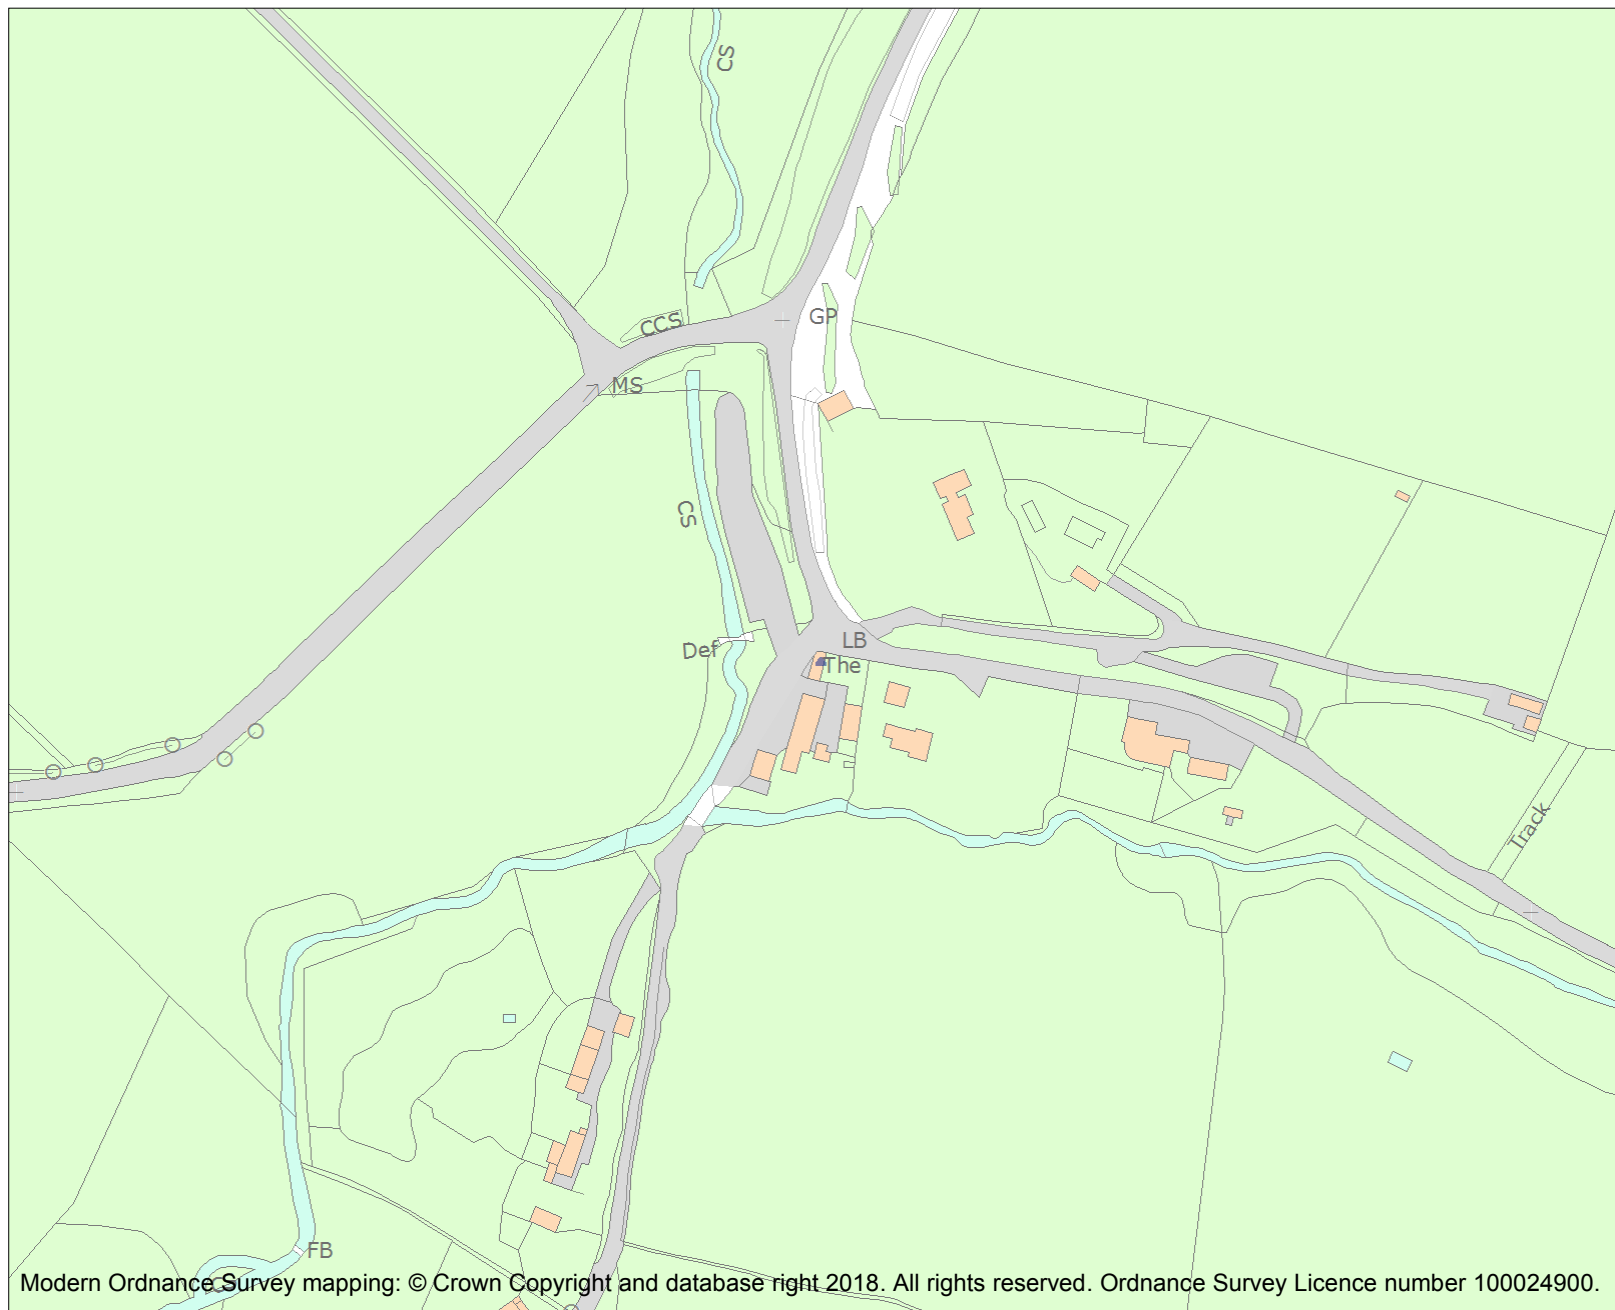 CS
CCS
GP
MS
CS
Def
LB
The
Track
FB
Modern Ordnance Survey mapping: © Crown Copyright and database right 2018. All rights reserved. Ordnance Survey Licence number 100024900.